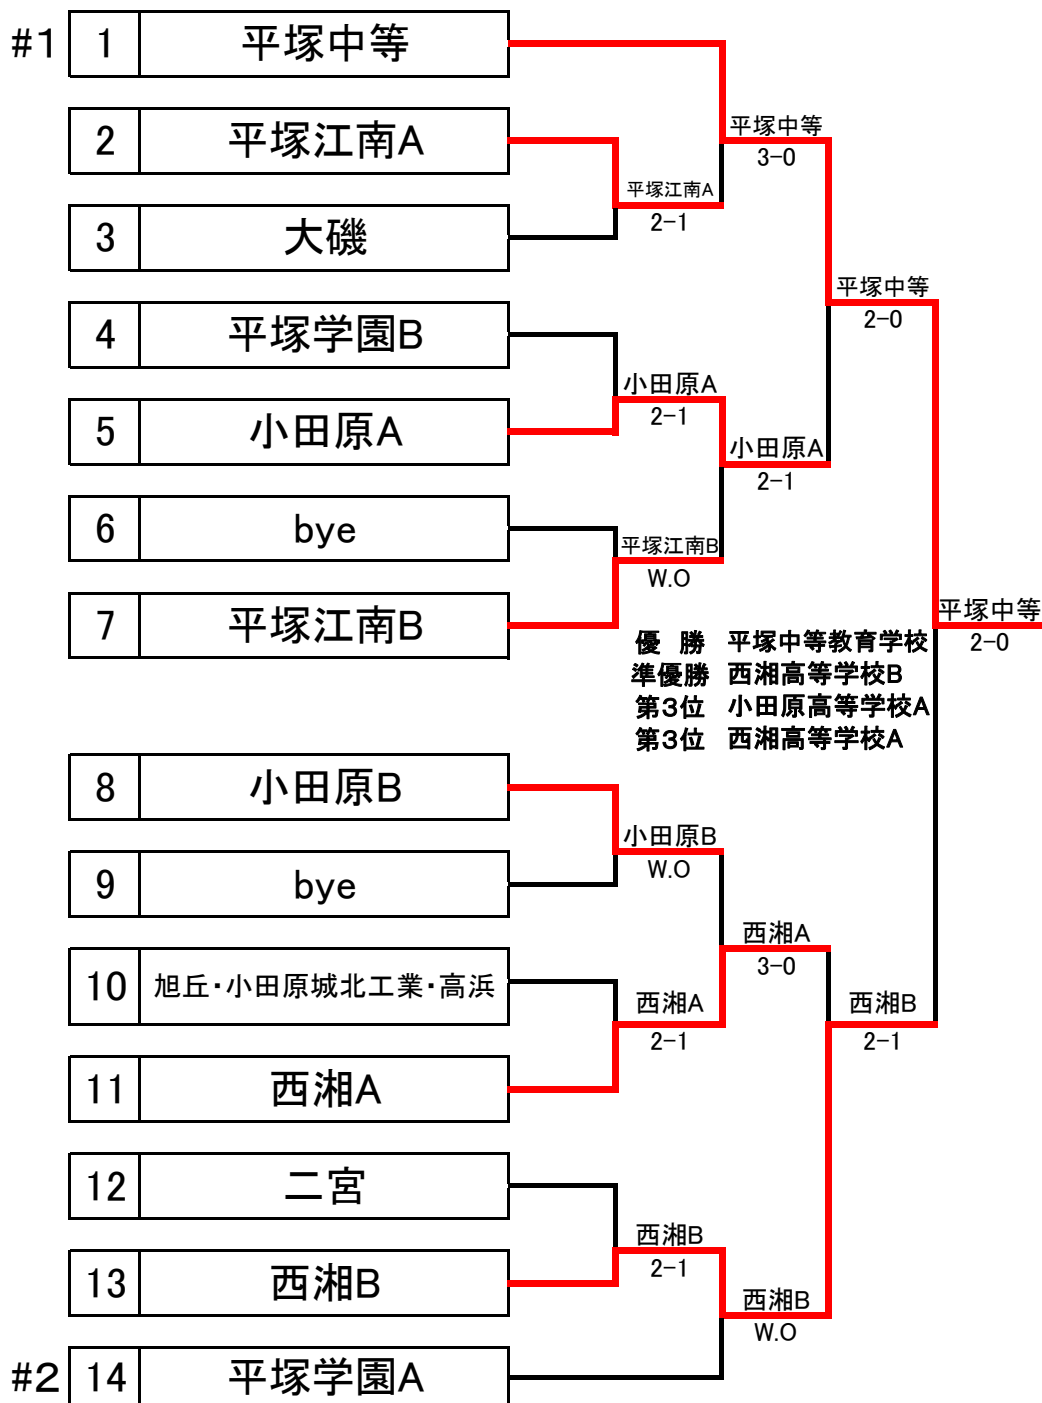 #1 1 平塚中等
2 平塚江南A
平塚中等
3-0
平塚江南A
2-1
3 大磯
平塚中等
2-0
4 平塚学園B
小田原A
2-1
5 小田原A
小田原A
2-1
6 bye
平塚江南B
W.O
7 平塚江南B
平塚中等
2-0
優 勝 平塚中等教育学校
準優勝 西湘高等学校B
第3位 小田原高等学校A
第3位 西湘高等学校A
8 小田原B
小田原B
W.O
9 bye
西湘A
3-0
10 旭丘・小田原城北工業・高浜
西湘A
2-1
西湘B
2-1
11 西湘A
12 二宮
西湘B
2-1
13 西湘B
西湘B
W.O
#2 14 平塚学園A